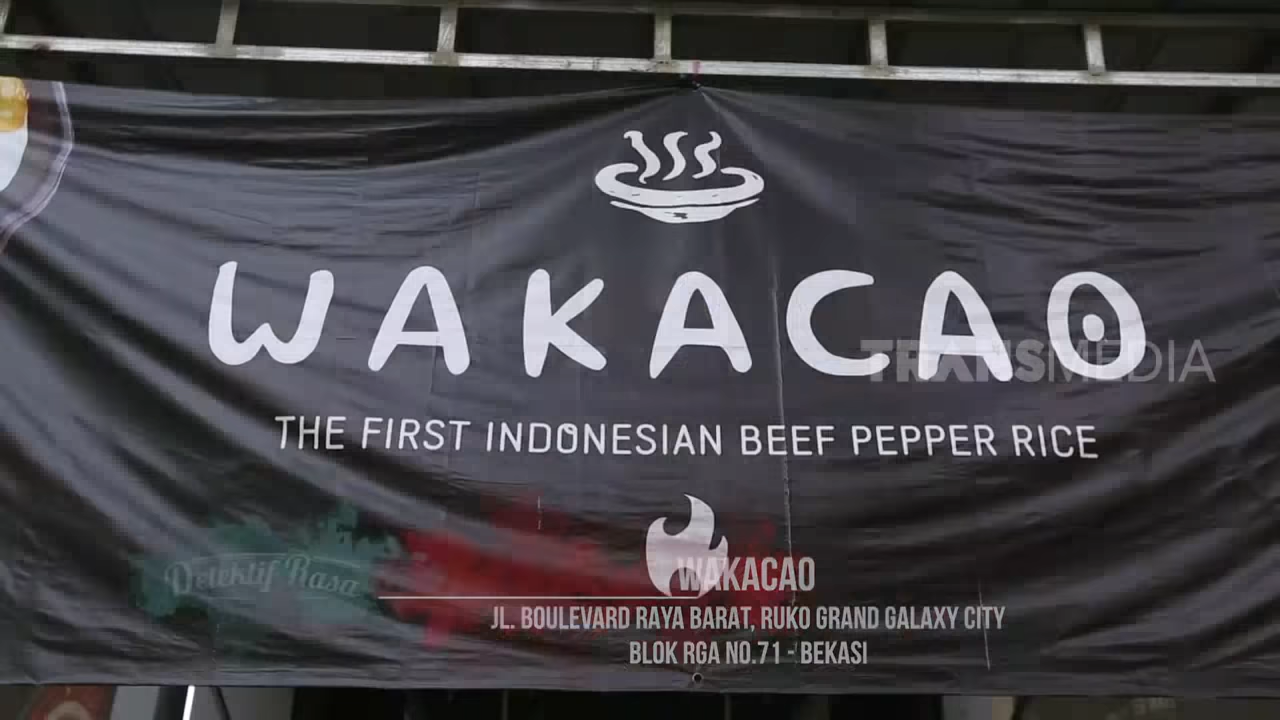 WAKACAO
TRANSMEDIA
THE FIRST INDONESIAN BEEF PEPPER RICE
Detektif Rasa
WAKACAO
JL. BOULEVARD RAYA BARAT, RUKO GRAND GALAXY CITY
BLOK RGA NO.71 - BEKASI